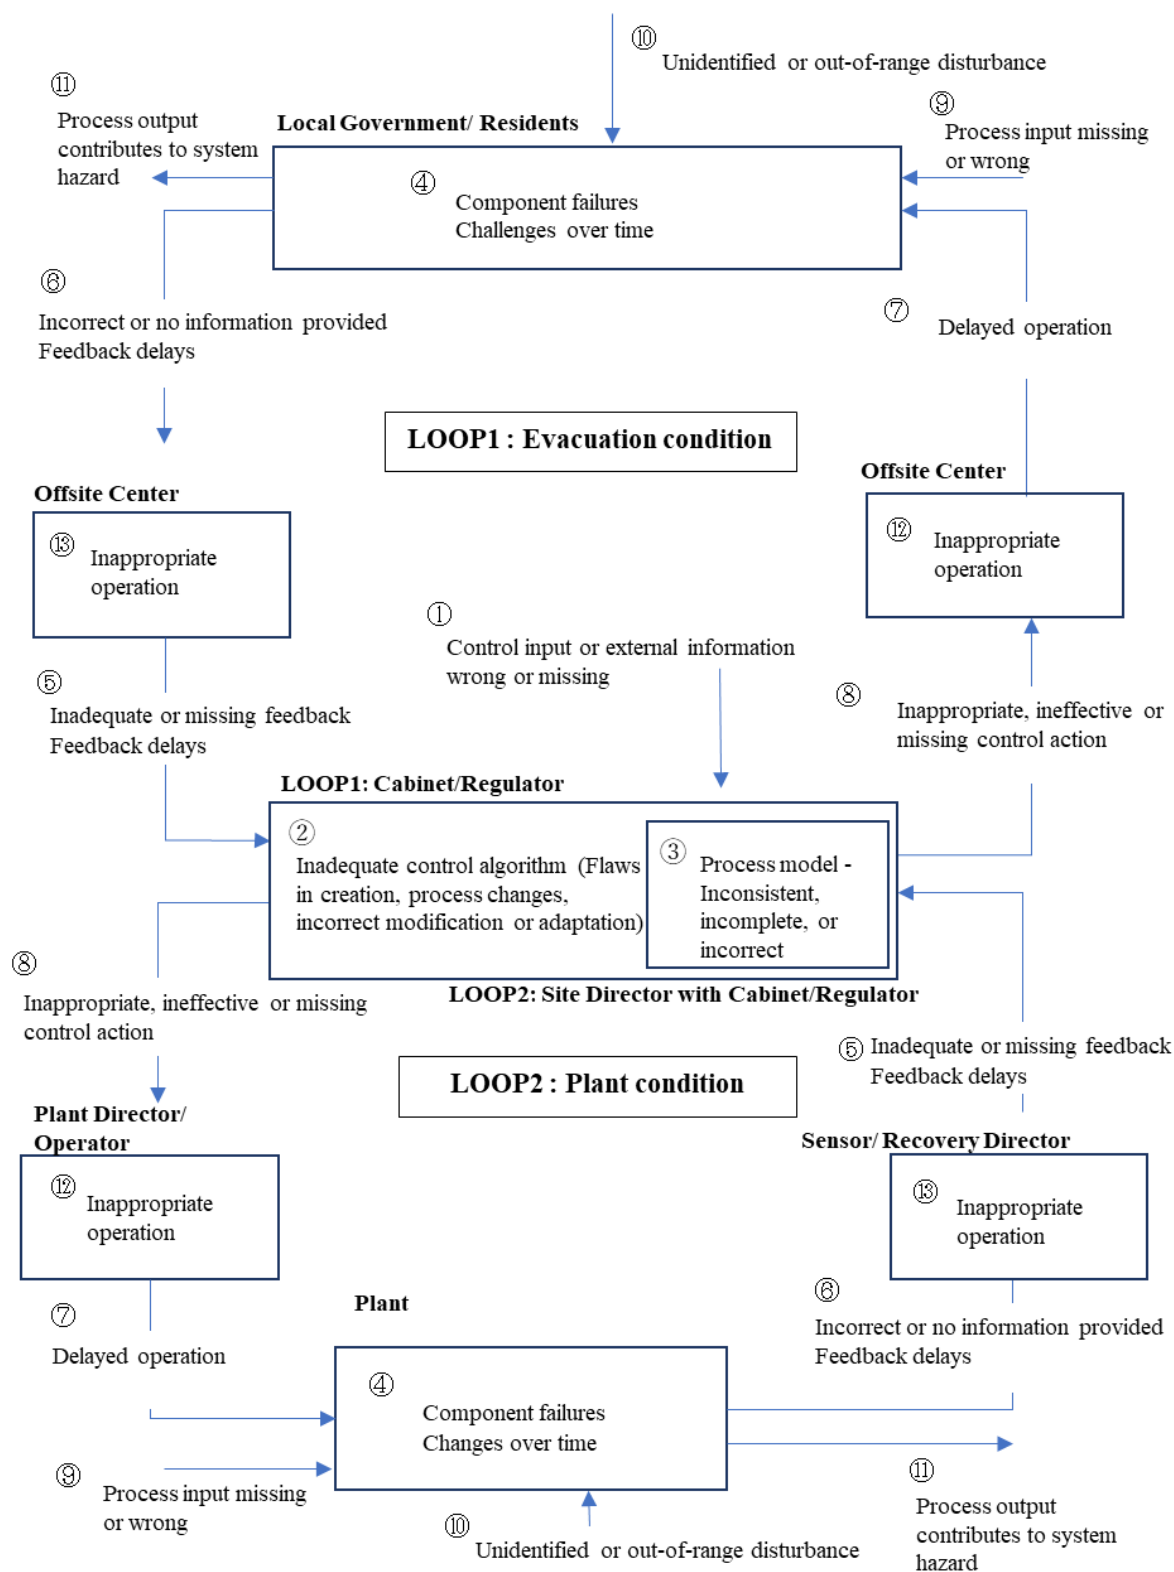 ⑩
Unidentified or out-of-range disturbance
⑪
Process output
contributes to system
hazard
Local Government/ Residents
⑨
Process input missing
or wrong
④
Component failures
Challenges over time
⑥
Incorrect or no information provided
Feedback delays
⑦
Delayed operation
LOOP1 : Evacuation condition
Offsite Center
⑬
Inappropriate
operation
Offsite Center
⑫
Inappropriate
operation
①
Control input or external information
wrong or missing
⑤
Inadequate or missing feedback
Feedback delays
⑧
Inappropriate, ineffective or
missing control action
LOOP1: Cabinet/Regulator
②
Inadequate control algorithm (Flaws
in creation, process changes,
incorrect modification or adaptation)
③
Process model -
Inconsistent,
incomplete, or
incorrect
LOOP2: Site Director with Cabinet/Regulator
⑧
Inappropriate, ineffective or missing
control action
⑤
Inadequate or missing feedback
Feedback delays
LOOP2 : Plant condition
Plant Director/
Operator
⑫
Inappropriate
operation
Sensor/ Recovery Director
⑬
Inappropriate
operation
⑦
Delayed operation
Plant
⑥
Incorrect or no information provided
Feedback delays
④
Component failures
Changes over time
⑨
Process input missing
or wrong
⑩
Unidentified or out-of-range disturbance
⑪
Process output
contributes to system
hazard